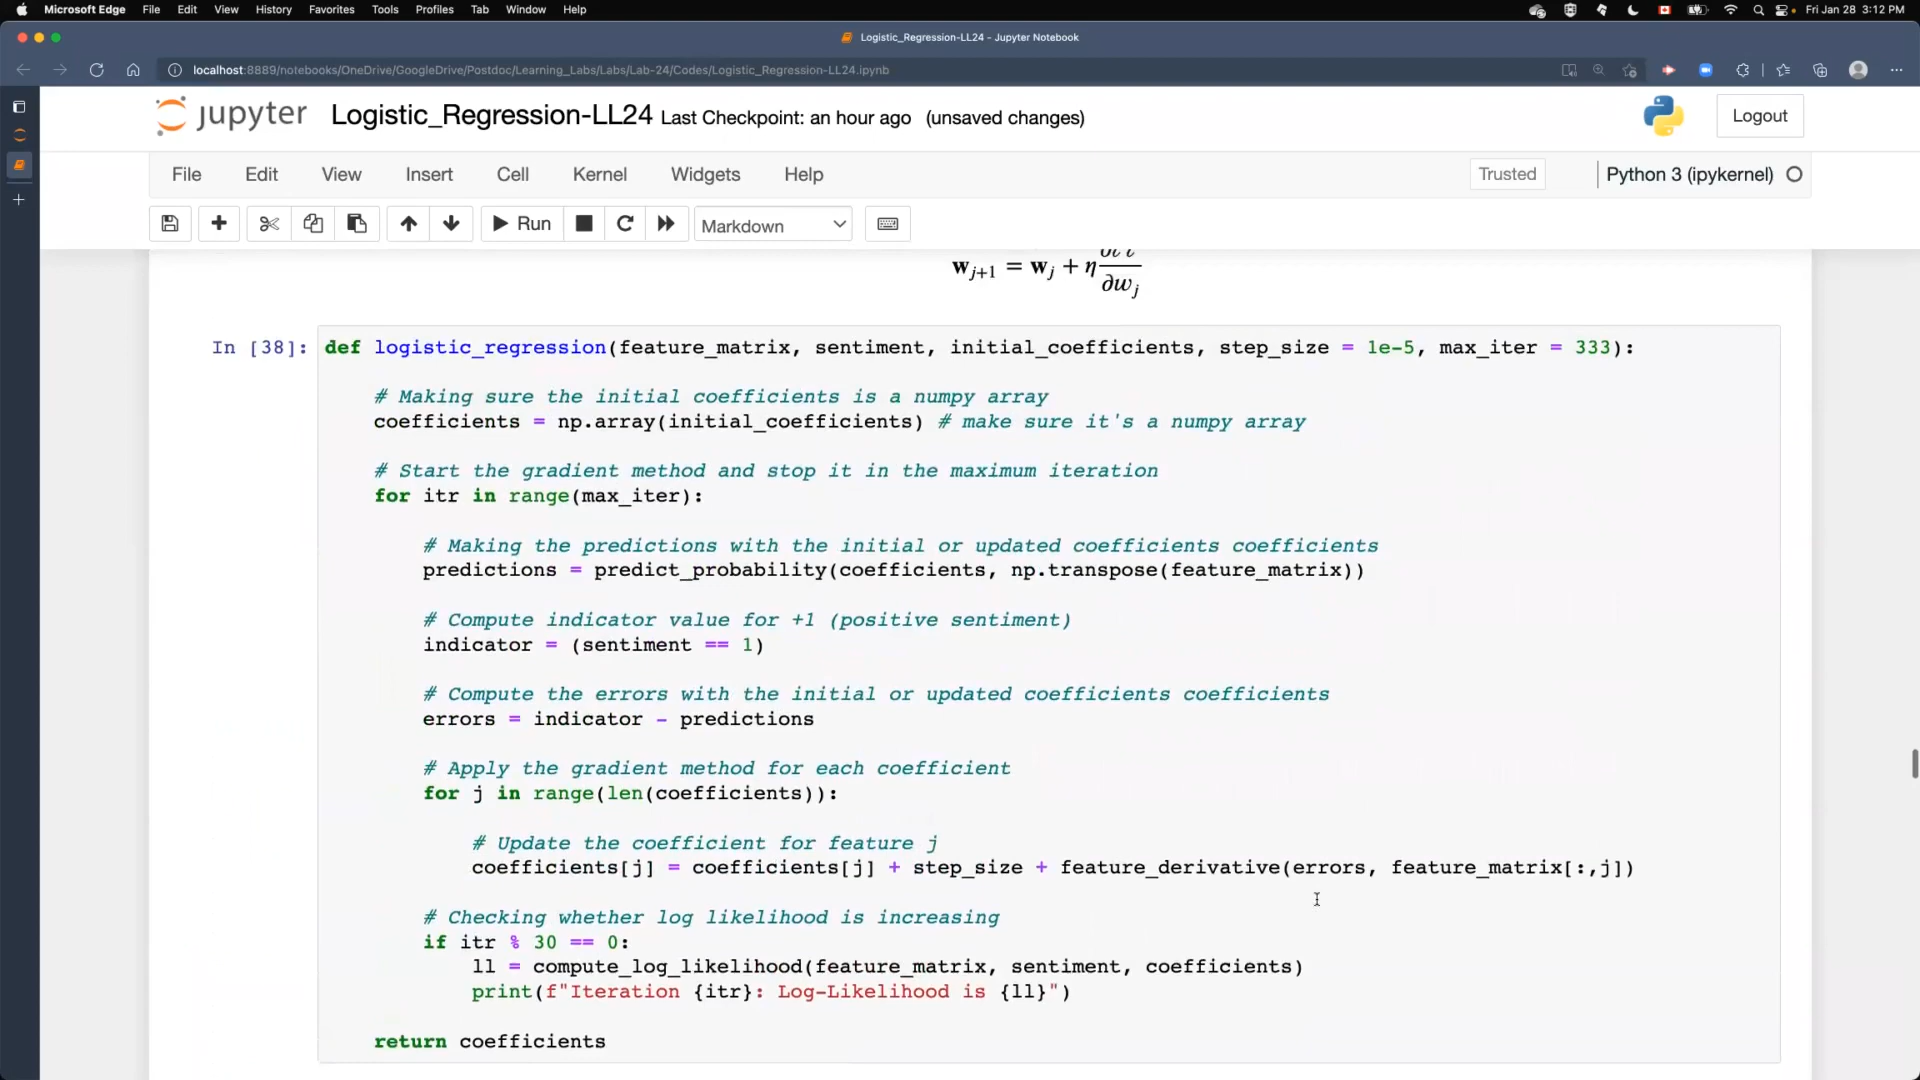 Microsoft Edge File Edit View History Favorites Tools Profiles Tab Window Help Fri Jan 28 3:12 PM
Logistic_Regression-LL24 - Jupyter Notebook
localhost:8889/notebooks/OneDrive/GoogleDrive/Postdoc/Learning_Labs/Labs/Lab-24/Codes/Logistic_Regression-LL24.ipynb
jupyter Logistic_Regression-LL24 Last Checkpoint: an hour ago (unsaved changes) Logout
File Edit View Insert Cell Kernel Widgets Help Trusted Python 3 (ipykernel)
Run Markdown
w_{j+1} = w_j + η ∂ℓℓ/∂w_j
In [38]: def logistic_regression(feature_matrix, sentiment, initial_coefficients, step_size = 1e-5, max_iter = 333):
# Making sure the initial coefficients is a numpy array
coefficients = np.array(initial_coefficients) # make sure it's a numpy array
# Start the gradient method and stop it in the maximum iteration
for itr in range(max_iter):
# Making the predictions with the initial or updated coefficients coefficients
predictions = predict_probability(coefficients, np.transpose(feature_matrix))
# Compute indicator value for +1 (positive sentiment)
indicator = (sentiment == 1)
# Compute the errors with the initial or updated coefficients coefficients
errors = indicator - predictions
# Apply the gradient method for each coefficient
for j in range(len(coefficients)):
# Update the coefficient for feature j
coefficients[j] = coefficients[j] + step_size + feature_derivative(errors, feature_matrix[:,j])
# Checking whether log likelihood is increasing
if itr % 30 == 0:
ll = compute_log_likelihood(feature_matrix, sentiment, coefficients)
print(f"Iteration {itr}: Log-Likelihood is {ll}")
return coefficients